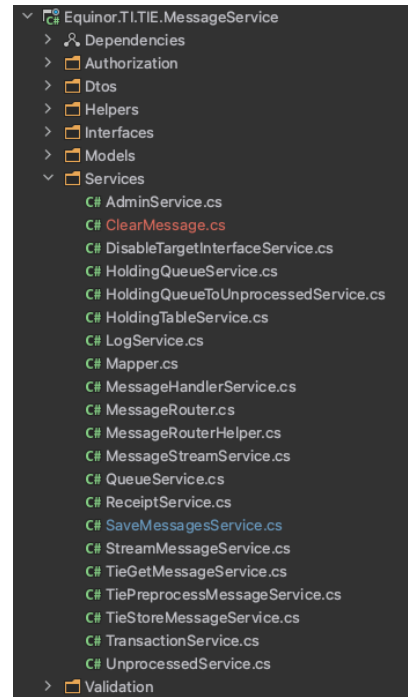 Equinor.TI.TIE.MessageService
Dependencies
Authorization
Dtos
Helpers
Interfaces
Models
Services
C# AdminService.cs
C# ClearMessage.cs
C# DisableTargetInterfaceService.cs
C# HoldingQueueService.cs
C# HoldingQueueToUnprocessedService.cs
C# HoldingTableService.cs
C# LogService.cs
C# Mapper.cs
C# MessageHandlerService.cs
C# MessageRouter.cs
C# MessageRouterHelper.cs
C# MessageStreamService.cs
C# QueueService.cs
C# ReceiptService.cs
C# SaveMessagesService.cs
C# StreamMessageService.cs
C# TieGetMessageService.cs
C# TiePreprocessMessageService.cs
C# TieStoreMessageService.cs
C# TransactionService.cs
C# UnprocessedService.cs
Validation